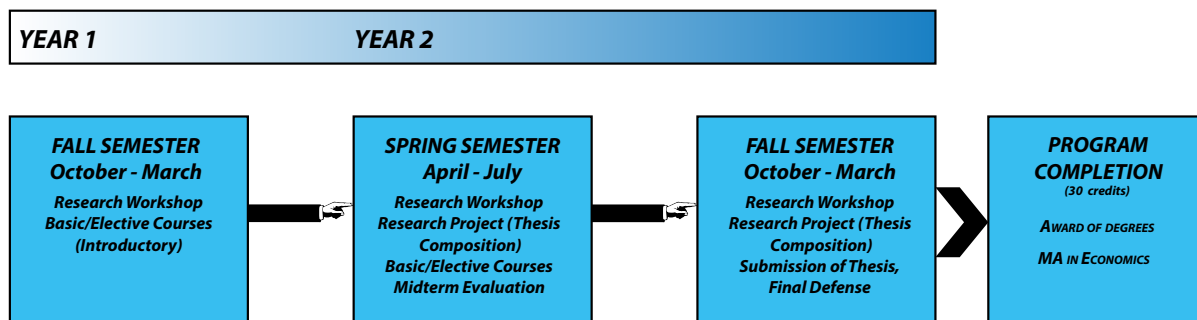 YEAR 1
YEAR 2
FALL SEMESTER
October - March
Research Workshop
Basic/Elective Courses
(Introductory)
SPRING SEMESTER
April - July
Research Workshop
Research Project (Thesis
Composition)
Basic/Elective Courses
Midterm Evaluation
FALL SEMESTER
October - March
Research Workshop
Research Project (Thesis
Composition)
Submission of Thesis,
Final Defense
PROGRAM
COMPLETION
(30 credits)
AWARD OF DEGREES
MA IN ECONOMICS